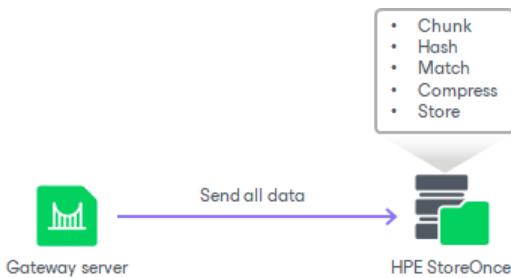 • Chunk
• Hash
• Match
• Compress
• Store
Send all data
Gateway server
HPE StoreOnce